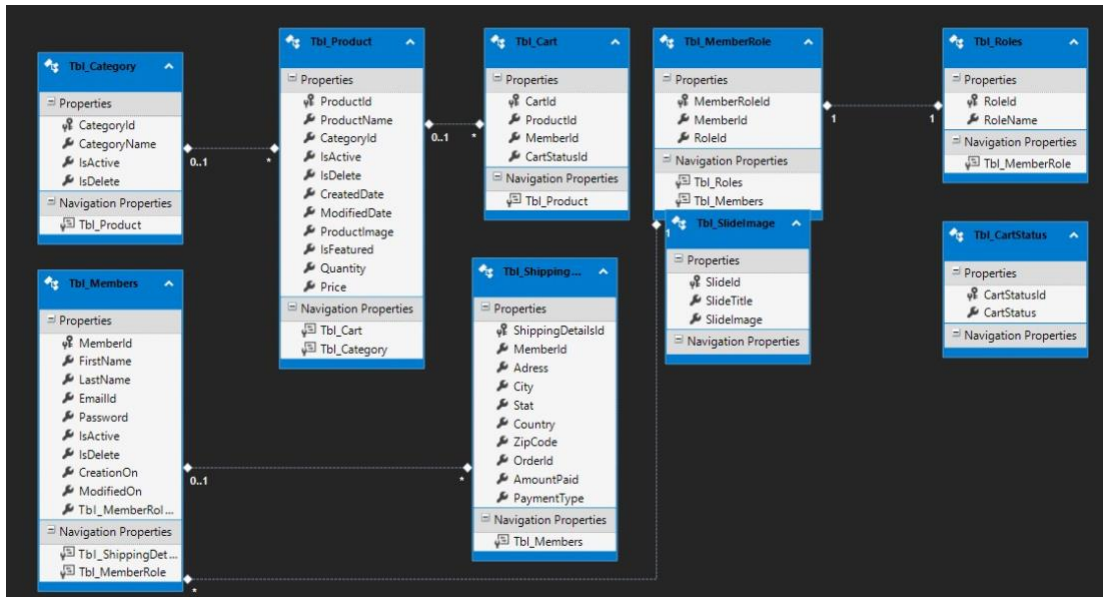 Tbl_Category
Properties
CategoryId
CategoryName
IsActive
IsDelete
Navigation Properties
Tbl_Product
0..1
*
Tbl_Product
Properties
ProductId
ProductName
CategoryId
IsActive
IsDelete
CreatedDate
ModifiedDate
ProductImage
IsFeatured
Quantity
Price
Navigation Properties
Tbl_Cart
Tbl_Category
0..1
*
Tbl_Cart
Properties
CartId
ProductId
MemberId
CartStatusId
Navigation Properties
Tbl_Product
Tbl_MemberRole
Properties
MemberRoleId
MemberId
RoleId
Navigation Properties
Tbl_Roles
Tbl_Members
1
1
1
Tbl_Roles
Properties
RoleId
RoleName
Navigation Properties
Tbl_MemberRole
Tbl_Members
Properties
MemberId
FirstName
LastName
EmailId
Password
IsActive
IsDelete
CreationOn
ModifiedOn
Tbl_MemberRol...
Navigation Properties
Tbl_ShippingDet...
Tbl_MemberRole
0..1
*
*
Tbl_Shipping...
Properties
ShippingDetailsId
MemberId
Adress
City
Stat
Country
ZipCode
OrderId
AmountPaid
PaymentType
Navigation Properties
Tbl_Members
Tbl_SlideImage
Properties
SlideId
SlideTitle
SlideImage
Navigation Properties
Tbl_CartStatus
Properties
CartStatusId
CartStatus
Navigation Properties